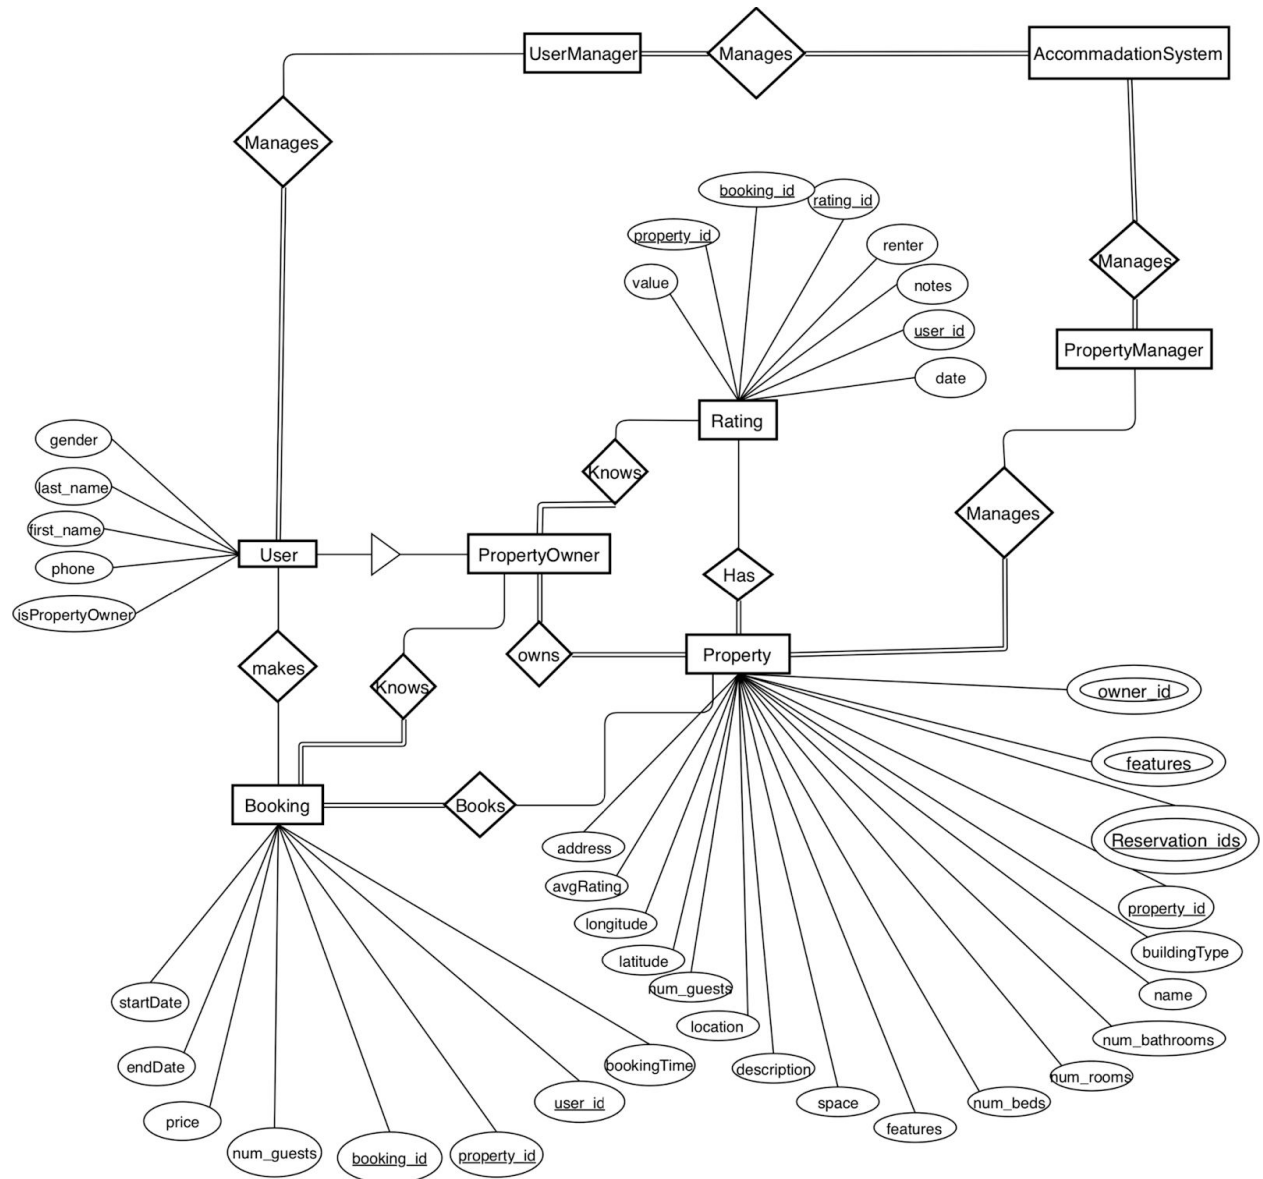 UserManager
Manages
AccommadationSystem
Manages
booking_id
rating_id
property_id
renter
Manages
value
notes
user_id
PropertyManager
date
Rating
gender
Knows
last_name
Manages
first_name
User
PropertyOwner
phone
Has
isPropertyOwner
owns
Property
makes
Knows
owner_id
features
Booking
Books
address
Reservation_ids
avgRating
property_id
longitude
buildingType
latitude
num_guests
name
startDate
location
num_bathrooms
endDate
bookingTime
description
num_rooms
user_id
space
num_beds
price
features
num_guests
booking_id
property_id